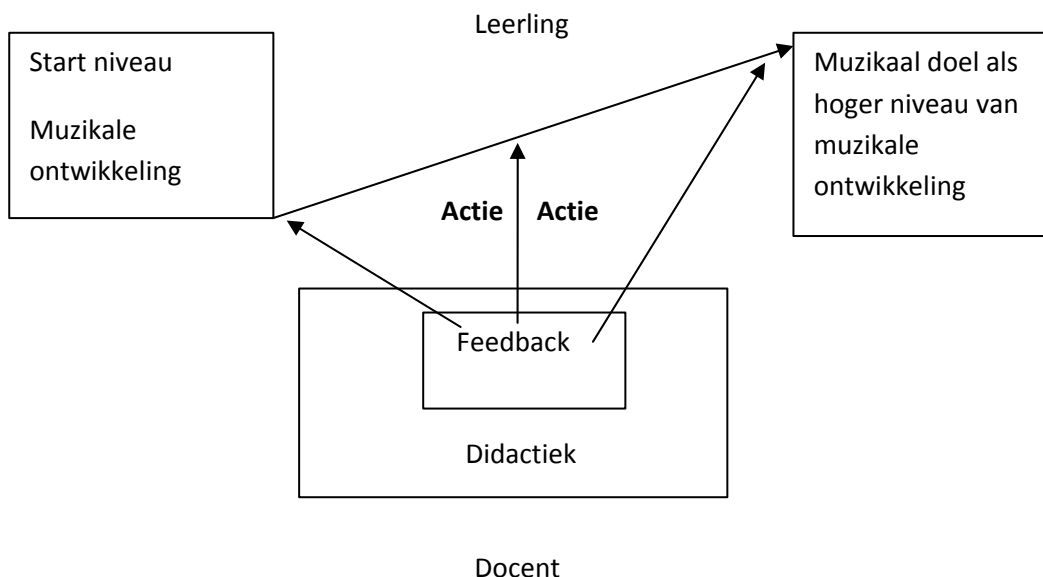 Leerling
Start niveau
Muzikale
ontwikkeling
Muzikaal doel als
hoger niveau van
muzikale
ontwikkeling
Actie Actie
Feedback
Didactiek
Docent